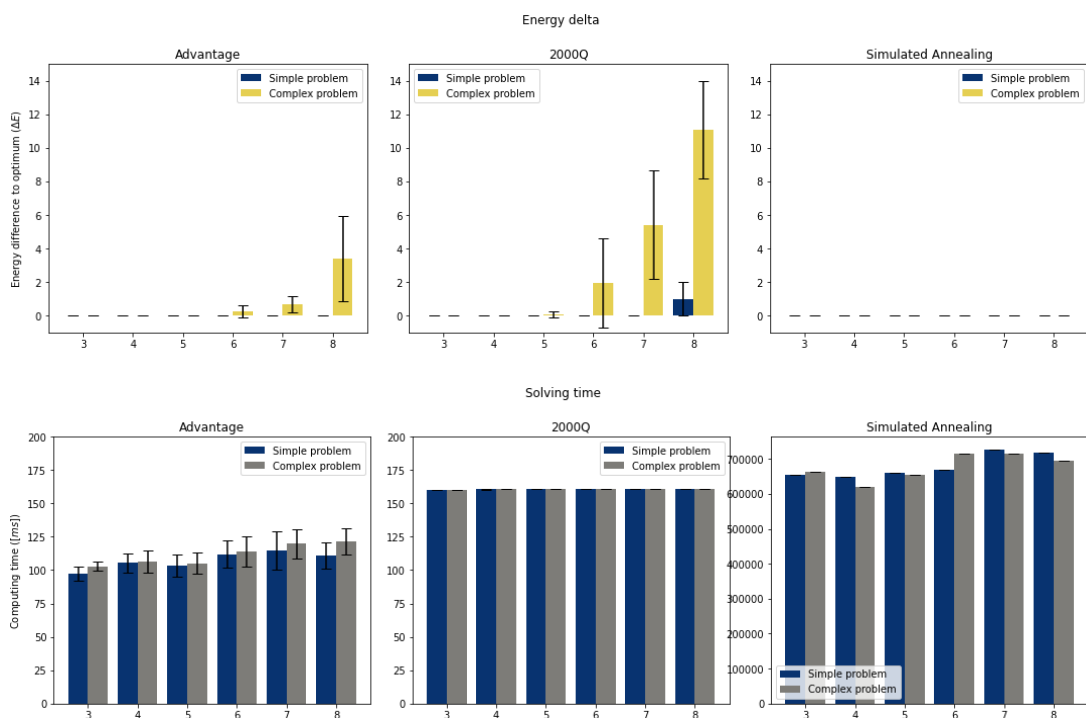 Energy delta
Advantage
2000Q
Simulated Annealing
Energy difference to optimum (ΔE)
14
12
10
8
6
4
2
0
Simple problem
Complex problem
3 4 5 6 7 8
14
12
10
8
6
4
2
0
Simple problem
Complex problem
3 4 5 6 7 8
14
12
10
8
6
4
2
0
Simple problem
Complex problem
3 4 5 6 7 8
Solving time
Advantage
2000Q
Simulated Annealing
Computing time ([ms])
200
175
150
125
100
75
50
25
0
Simple problem
Complex problem
3 4 5 6 7 8
200
175
150
125
100
75
50
25
0
Simple problem
Complex problem
3 4 5 6 7 8
700000
600000
500000
400000
300000
200000
100000
0
Simple problem
Complex problem
3 4 5 6 7 8